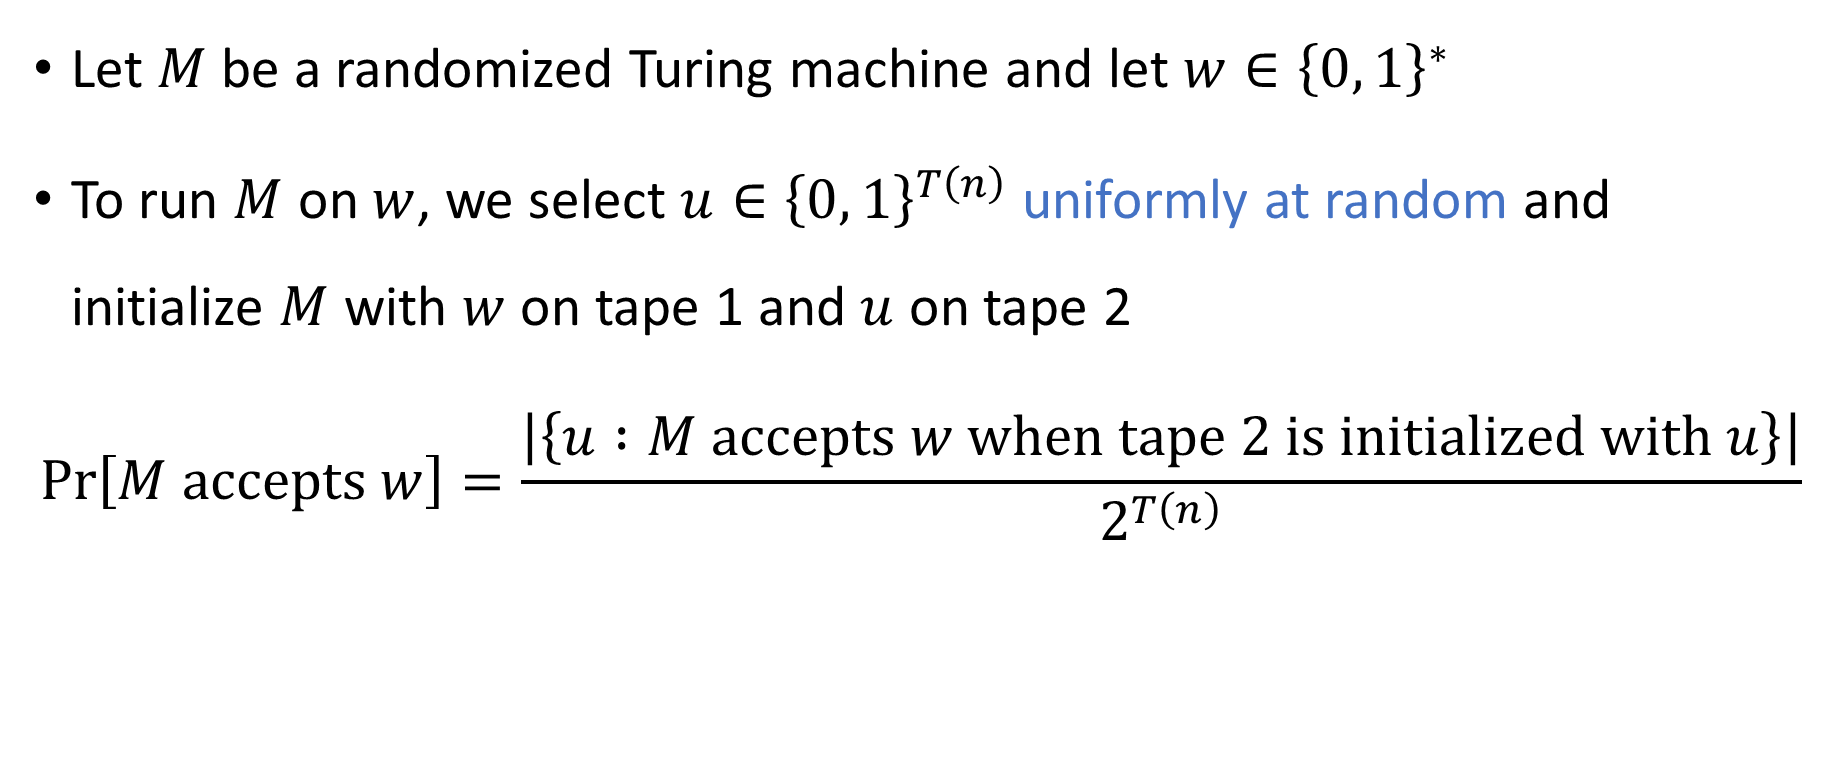 • Let 𝑀 be a randomized Turing machine and let 𝑤 ∈ {0, 1}*
• To run 𝑀 on 𝑤, we select 𝑢 ∈ {0, 1}^𝑇(𝑛) uniformly at random and
initialize 𝑀 with 𝑤 on tape 1 and 𝑢 on tape 2
Pr[𝑀 accepts 𝑤] = |{𝑢 : 𝑀 accepts 𝑤 when tape 2 is initialized with 𝑢}| / 2^𝑇(𝑛)